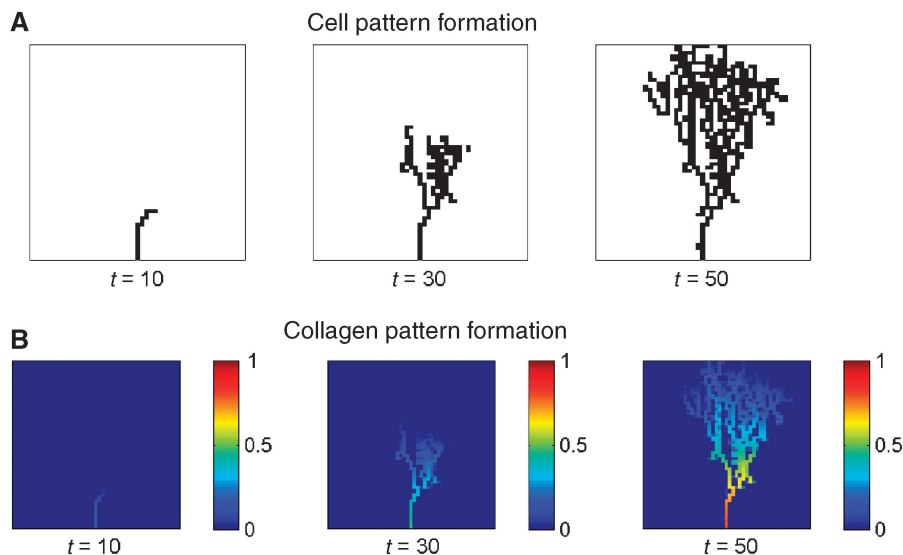 A
Cell pattern formation
t = 10
t = 30
t = 50
B
Collagen pattern formation
1
0.5
0
1
0.5
0
1
0.5
0
t = 10
t = 30
t = 50